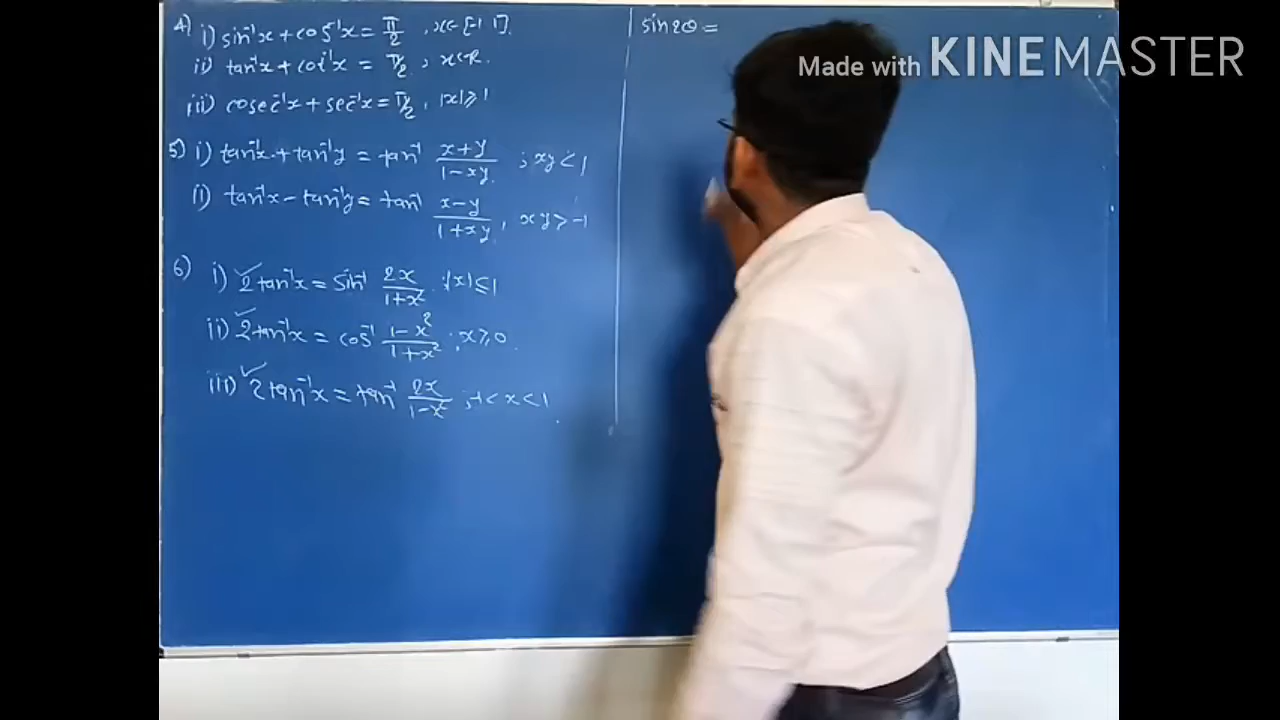 4) i) sin⁻¹x + cos⁻¹x = π/2 , x∈[-1 1].
ii) tan⁻¹x + cot⁻¹x = π/2 , x∈R.
iii) cosec⁻¹x + sec⁻¹x = π/2 , |x| ≥ 1
5) i) tan⁻¹x + tan⁻¹y = tan⁻¹ (x+y)/(1-xy) ; xy < 1
ii) tan⁻¹x - tan⁻¹y = tan⁻¹ (x-y)/(1+xy) , xy > -1
6) i) 2tan⁻¹x = sin⁻¹ 2x/(1+x²) ; |x| ≤ 1
ii) 2tan⁻¹x = cos⁻¹ (1-x²)/(1+x²) ; x ≥ 0
iii) 2tan⁻¹x = tan⁻¹ 2x/(1-x²) ; -1 < x < 1
sin2θ =
Made with KINEMASTER